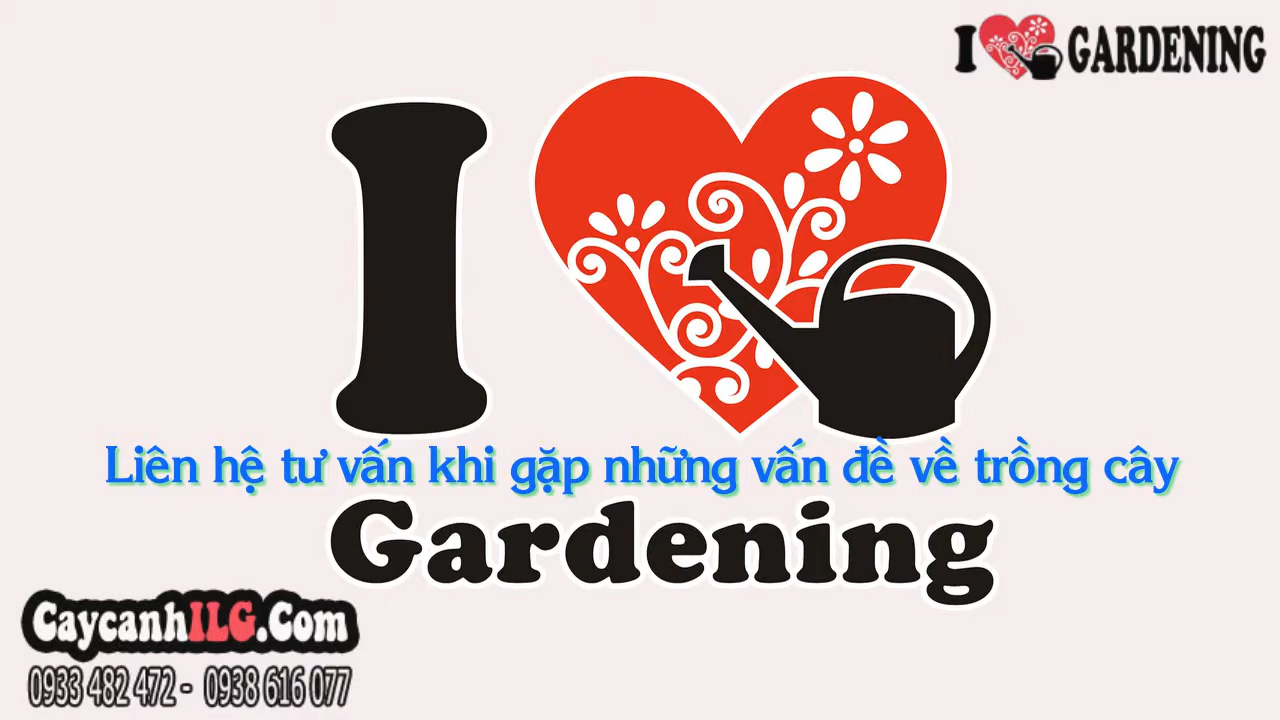 I GARDENING
I
Liên hệ tư vấn khi gặp những vấn đề về trồng cây
Gardening
CaycanhILG.Com
0933 482 472 - 0938 616 077